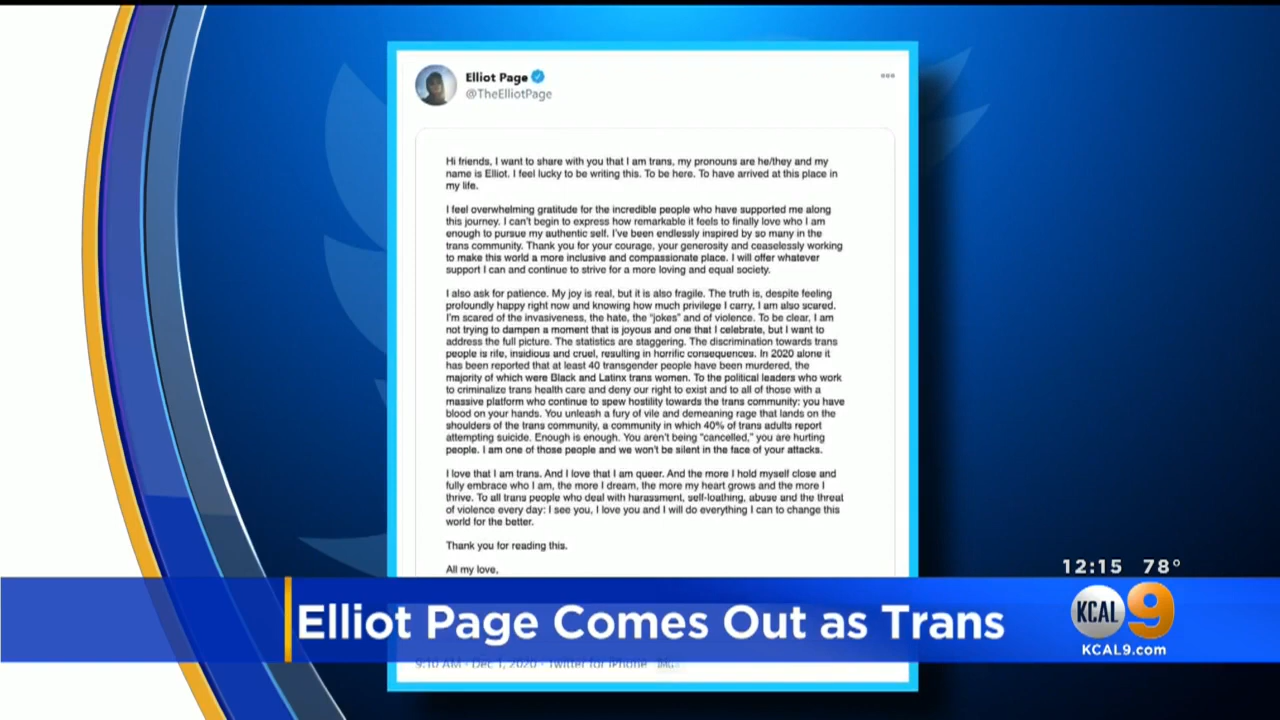 Elliot Page
@TheElliotPage
Hi friends, I want to share with you that I am trans, my pronouns are he/they and my
name is Elliot. I feel lucky to be writing this. To be here. To have arrived at this place in
my life.
I feel overwhelming gratitude for the incredible people who have supported me along
this journey. I can't begin to express how remarkable it feels to finally love who I am
enough to pursue my authentic self. I've been endlessly inspired by so many in the
trans community. Thank you for your courage, your generosity and ceaselessly working
to make this world a more inclusive and compassionate place. I will offer whatever
support I can and continue to strive for a more loving and equal society.
I also ask for patience. My joy is real, but it is also fragile. The truth is, despite feeling
profoundly happy right now and knowing how much privilege I carry, I am also scared.
I'm scared of the invasiveness, the hate, the "jokes" and of violence. To be clear, I am
not trying to dampen a moment that is joyous and one that I celebrate, but I want to
address the full picture. The statistics are staggering. The discrimination towards trans
people is rife, insidious and cruel, resulting in horrific consequences. In 2020 alone it
has been reported that at least 40 transgender people have been murdered, the
majority of which were Black and Latinx trans women. To the political leaders who work
to criminalize trans health care and deny our right to exist and to all of those with a
massive platform who continue to spew hostility towards the trans community: you have
blood on your hands. You unleash a fury of vile and demeaning rage that lands on the
shoulders of the trans community, a community in which 40% of trans adults report
attempting suicide. Enough is enough. You aren't being "cancelled," you are hurting
people. I am one of those people and we won't be silent in the face of your attacks.
I love that I am trans. And I love that I am queer. And the more I hold myself close and
fully embrace who I am, the more I dream, the more my heart grows and the more I
thrive. To all trans people who deal with harassment, self-loathing, abuse and the threat
of violence every day: I see you, I love you and I will do everything I can to change this
world for the better.
Thank you for reading this.
All my love,
12:15 78°
Elliot Page Comes Out as Trans
KCAL 9
KCAL9.com
9:10 AM · Dec 1, 2020 · Twitter for iPhone